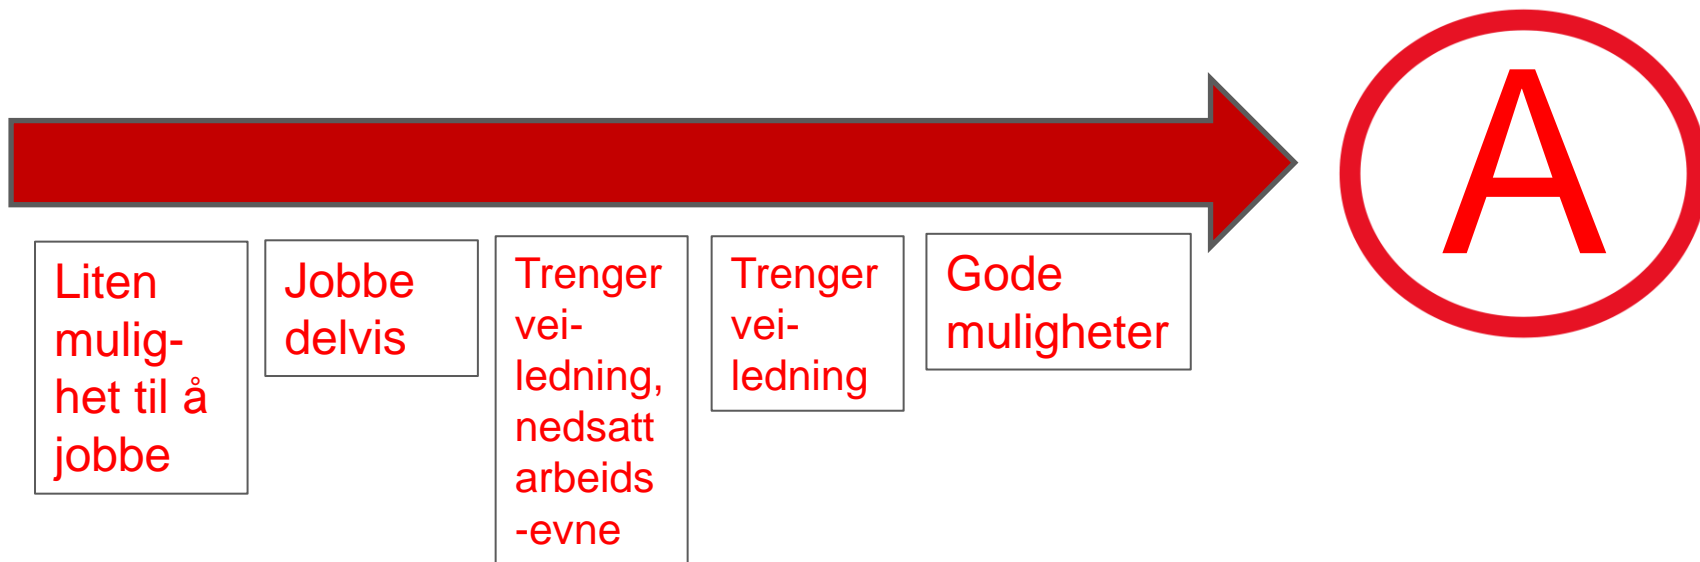 A
Liten
mulig-
het til å
jobbe
Jobbe
delvis
Trenger
vei-
ledning,
nedsatt
arbeids
-evne
Trenger
vei-
ledning
Gode
muligheter